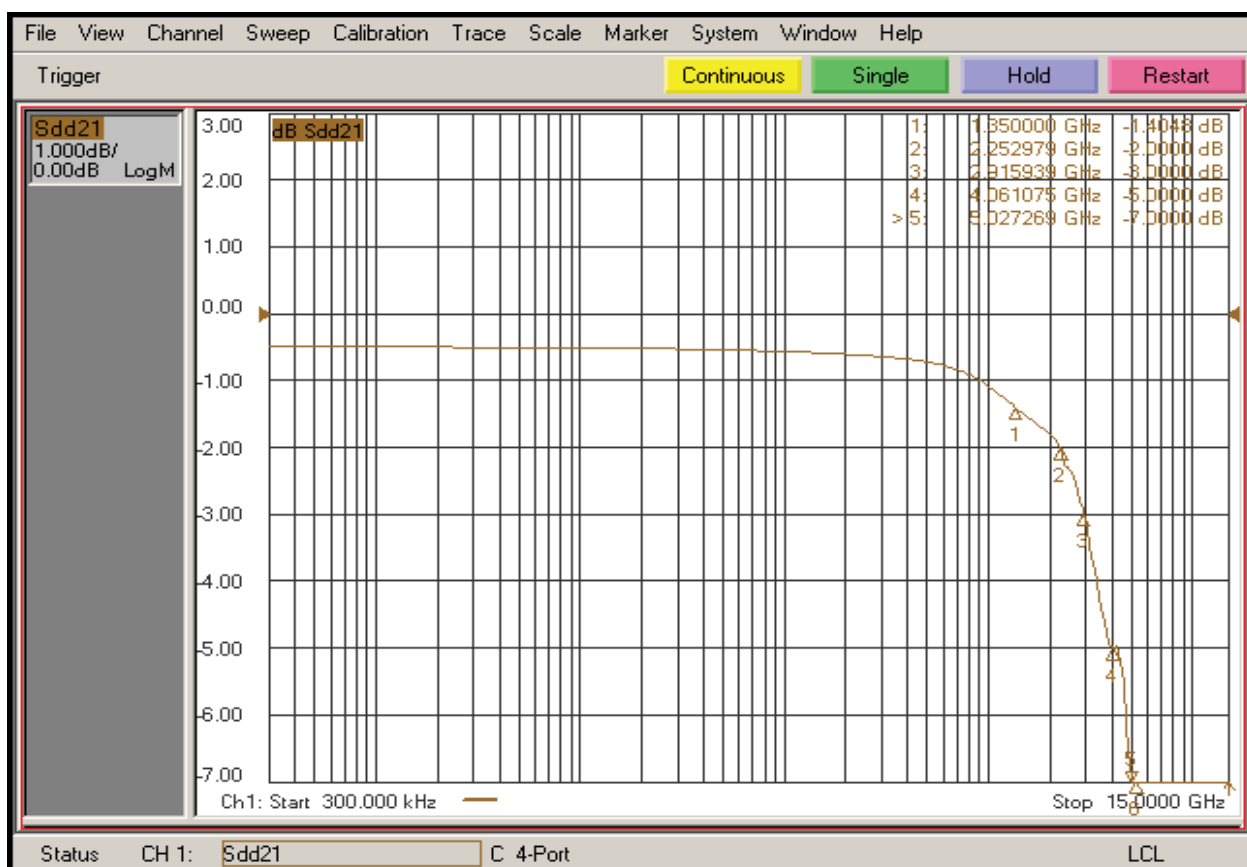 File View Channel Sweep Calibration Trace Scale Marker System Window Help
Trigger Continuous Single Hold Restart
Sdd21
1.000dB/
0.00dB LogM
dB Sdd21
3.00
2.00
1.00
0.00
-1.00
-2.00
-3.00
-4.00
-5.00
-6.00
-7.00
1: 1.350000 GHz -1.4048 dB
2: 2.252979 GHz -2.0000 dB
3: 2.915939 GHz -3.0000 dB
4: 4.061075 GHz -5.0000 dB
> 5: 5.027269 GHz -7.0000 dB
1
2
3
4
5
6
Ch1: Start 300.000 kHz
Stop 15.0000 GHz
Status CH 1: Sdd21 C 4-Port LCL